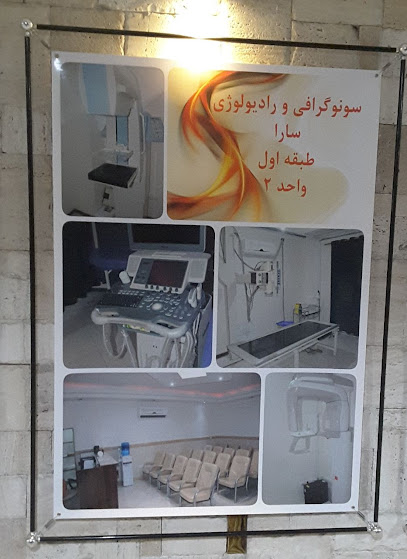 سونوگرافی و رادیولوژی
سارا
طبقه اول
واحد ۲